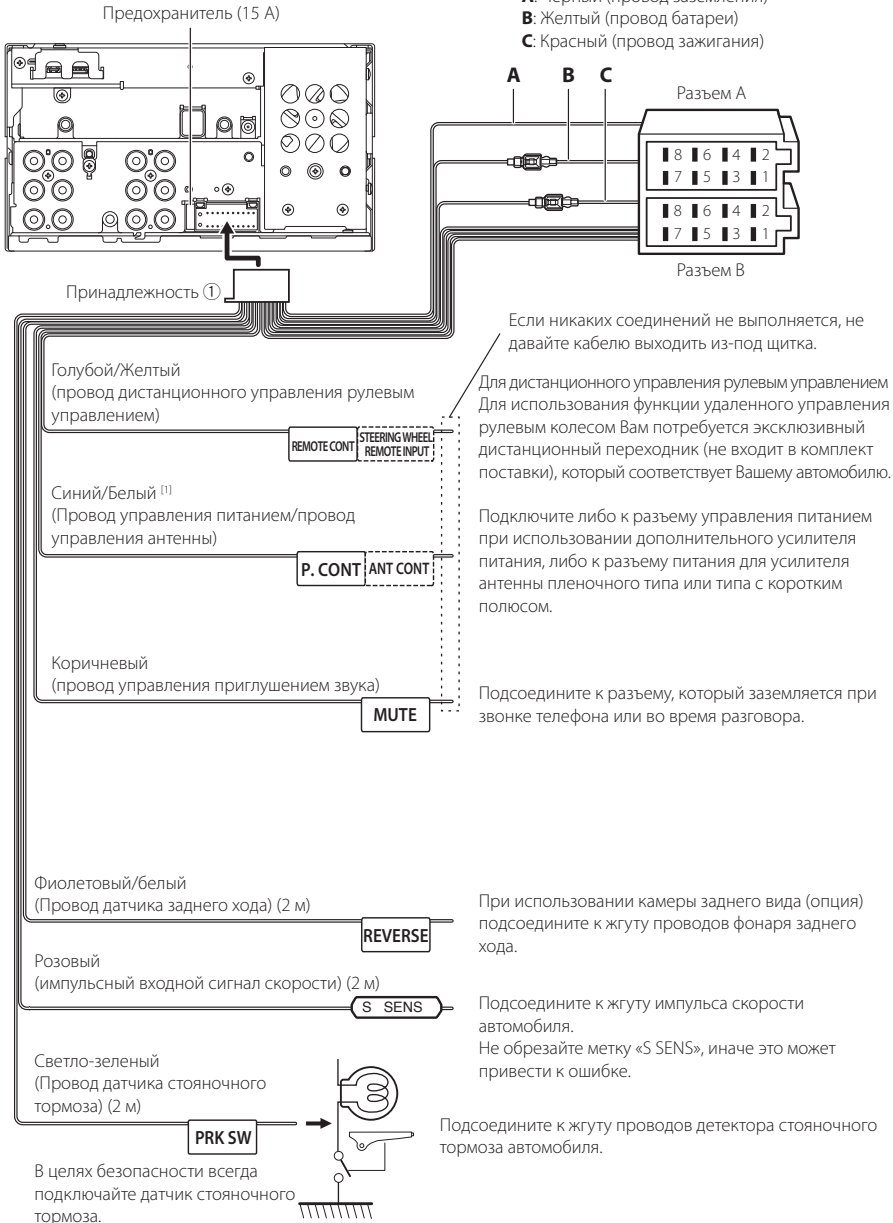 A: Черный (провод заземления)
Предохранитель (15 A)
B: Желтый (провод батареи)
C: Красный (провод зажигания)
A B C
Разъем A
8 6 4 2
7 5 3 1
8 6 4 2
7 5 3 1
Разъем B
Принадлежность ①
Если никаких соединений не выполняется, не
давайте кабелю выходить из-под щитка.
Голубой/Желтый
(провод дистанционного управления рулевым
управлением)
REMOTE CONT
STEERING WHEEL
REMOTE INPUT
Для дистанционного управления рулевым управлением
Для использования функции удаленного управления
рулевым колесом Вам потребуется эксклюзивный
дистанционный переходник (не входит в комплект
поставки), который соответствует Вашему автомобилю.
Синий/Белый [1]
(Провод управления питанием/провод
управления антенны)
P. CONT ANT CONT
Подключите либо к разъему управления питанием
при использовании дополнительного усилителя
питания, либо к разъему питания для усилителя
антенны пленочного типа или типа с коротким
полюсом.
Коричневый
(провод управления приглушением звука)
MUTE
Подсоедините к разъему, который заземляется при
звонке телефона или во время разговора.
Фиолетовый/белый
(Провод датчика заднего хода) (2 м)
REVERSE
При использовании камеры заднего вида (опция)
подсоедините к жгуту проводов фонаря заднего
хода.
Розовый
(импульсный входной сигнал скорости) (2 м)
S SENS
Подсоедините к жгуту импульса скорости
автомобиля.
Не обрезайте метку «S SENS», иначе это может
привести к ошибке.
Светло-зеленый
(Провод датчика стояночного
тормоза) (2 м)
PRK SW
Подсоедините к жгуту проводов детектора стояночного
тормоза автомобиля.
В целях безопасности всегда
подключайте датчик стояночного
тормоза.